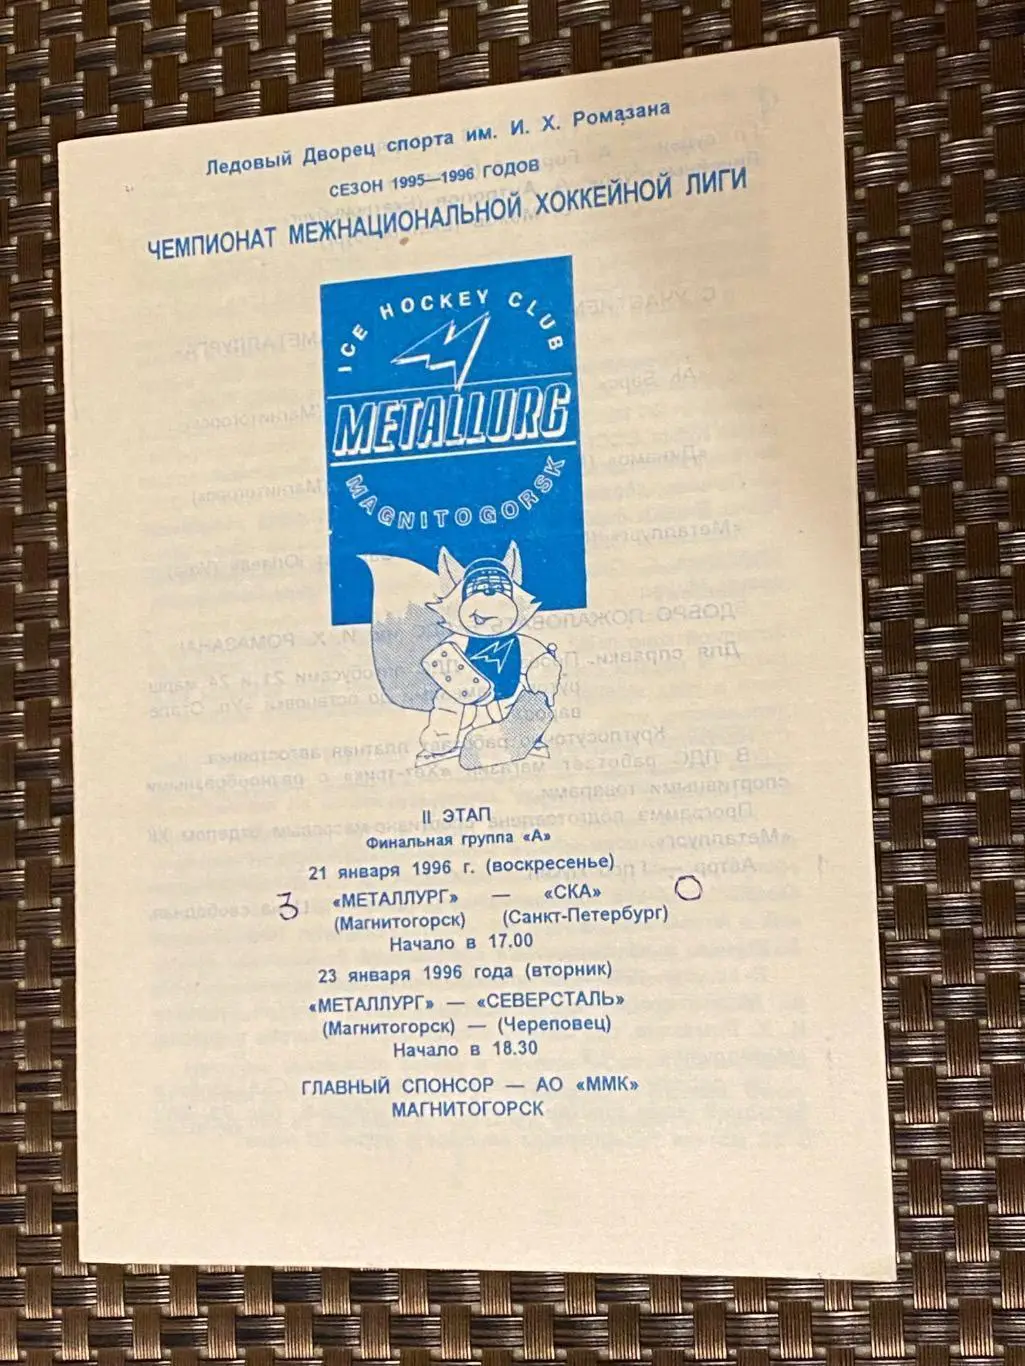 Ледовый Дворец спорта им. И. Х. Ромазана
СЕЗОН 1995—1996 ГОДОВ
ЧЕМПИОНАТ МЕЖНАЦИОНАЛЬНОЙ ХОККЕЙНОЙ ЛИГИ
ICE HOCKEY CLUB
METALLURG
MAGNITOGORSK
II ЭТАП
Финальная группа «А»
21 января 1996 г. (воскресенье)
3 «МЕТАЛЛУРГ» — «СКА» 0
(Магнитогорск) (Санкт-Петербург)
Начало в 17.00
23 января 1996 года (вторник)
«МЕТАЛЛУРГ» — «СЕВЕРСТАЛЬ»
(Магнитогорск) — (Череповец)
Начало в 18.30
ГЛАВНЫЙ СПОНСОР — АО «ММК»
МАГНИТОГОРСК